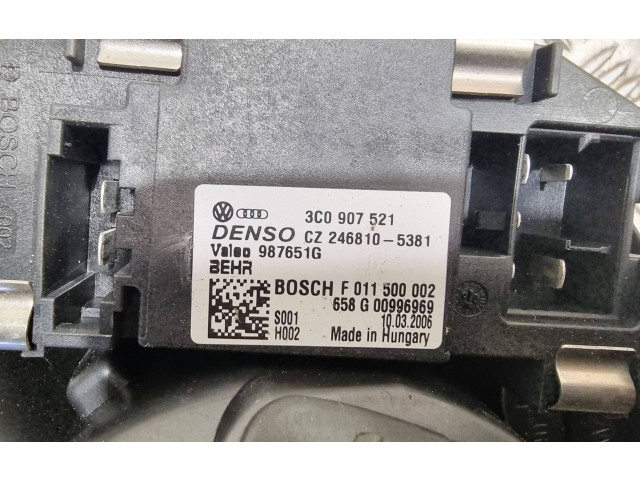 3C0 907 521
DENSO CZ 246810-5381
Valeo 987651G
BEHR
BOSCH F 011 500 002
658 G 00996969
10.03.2006
S001
H002 Made in Hungary
BOSCH